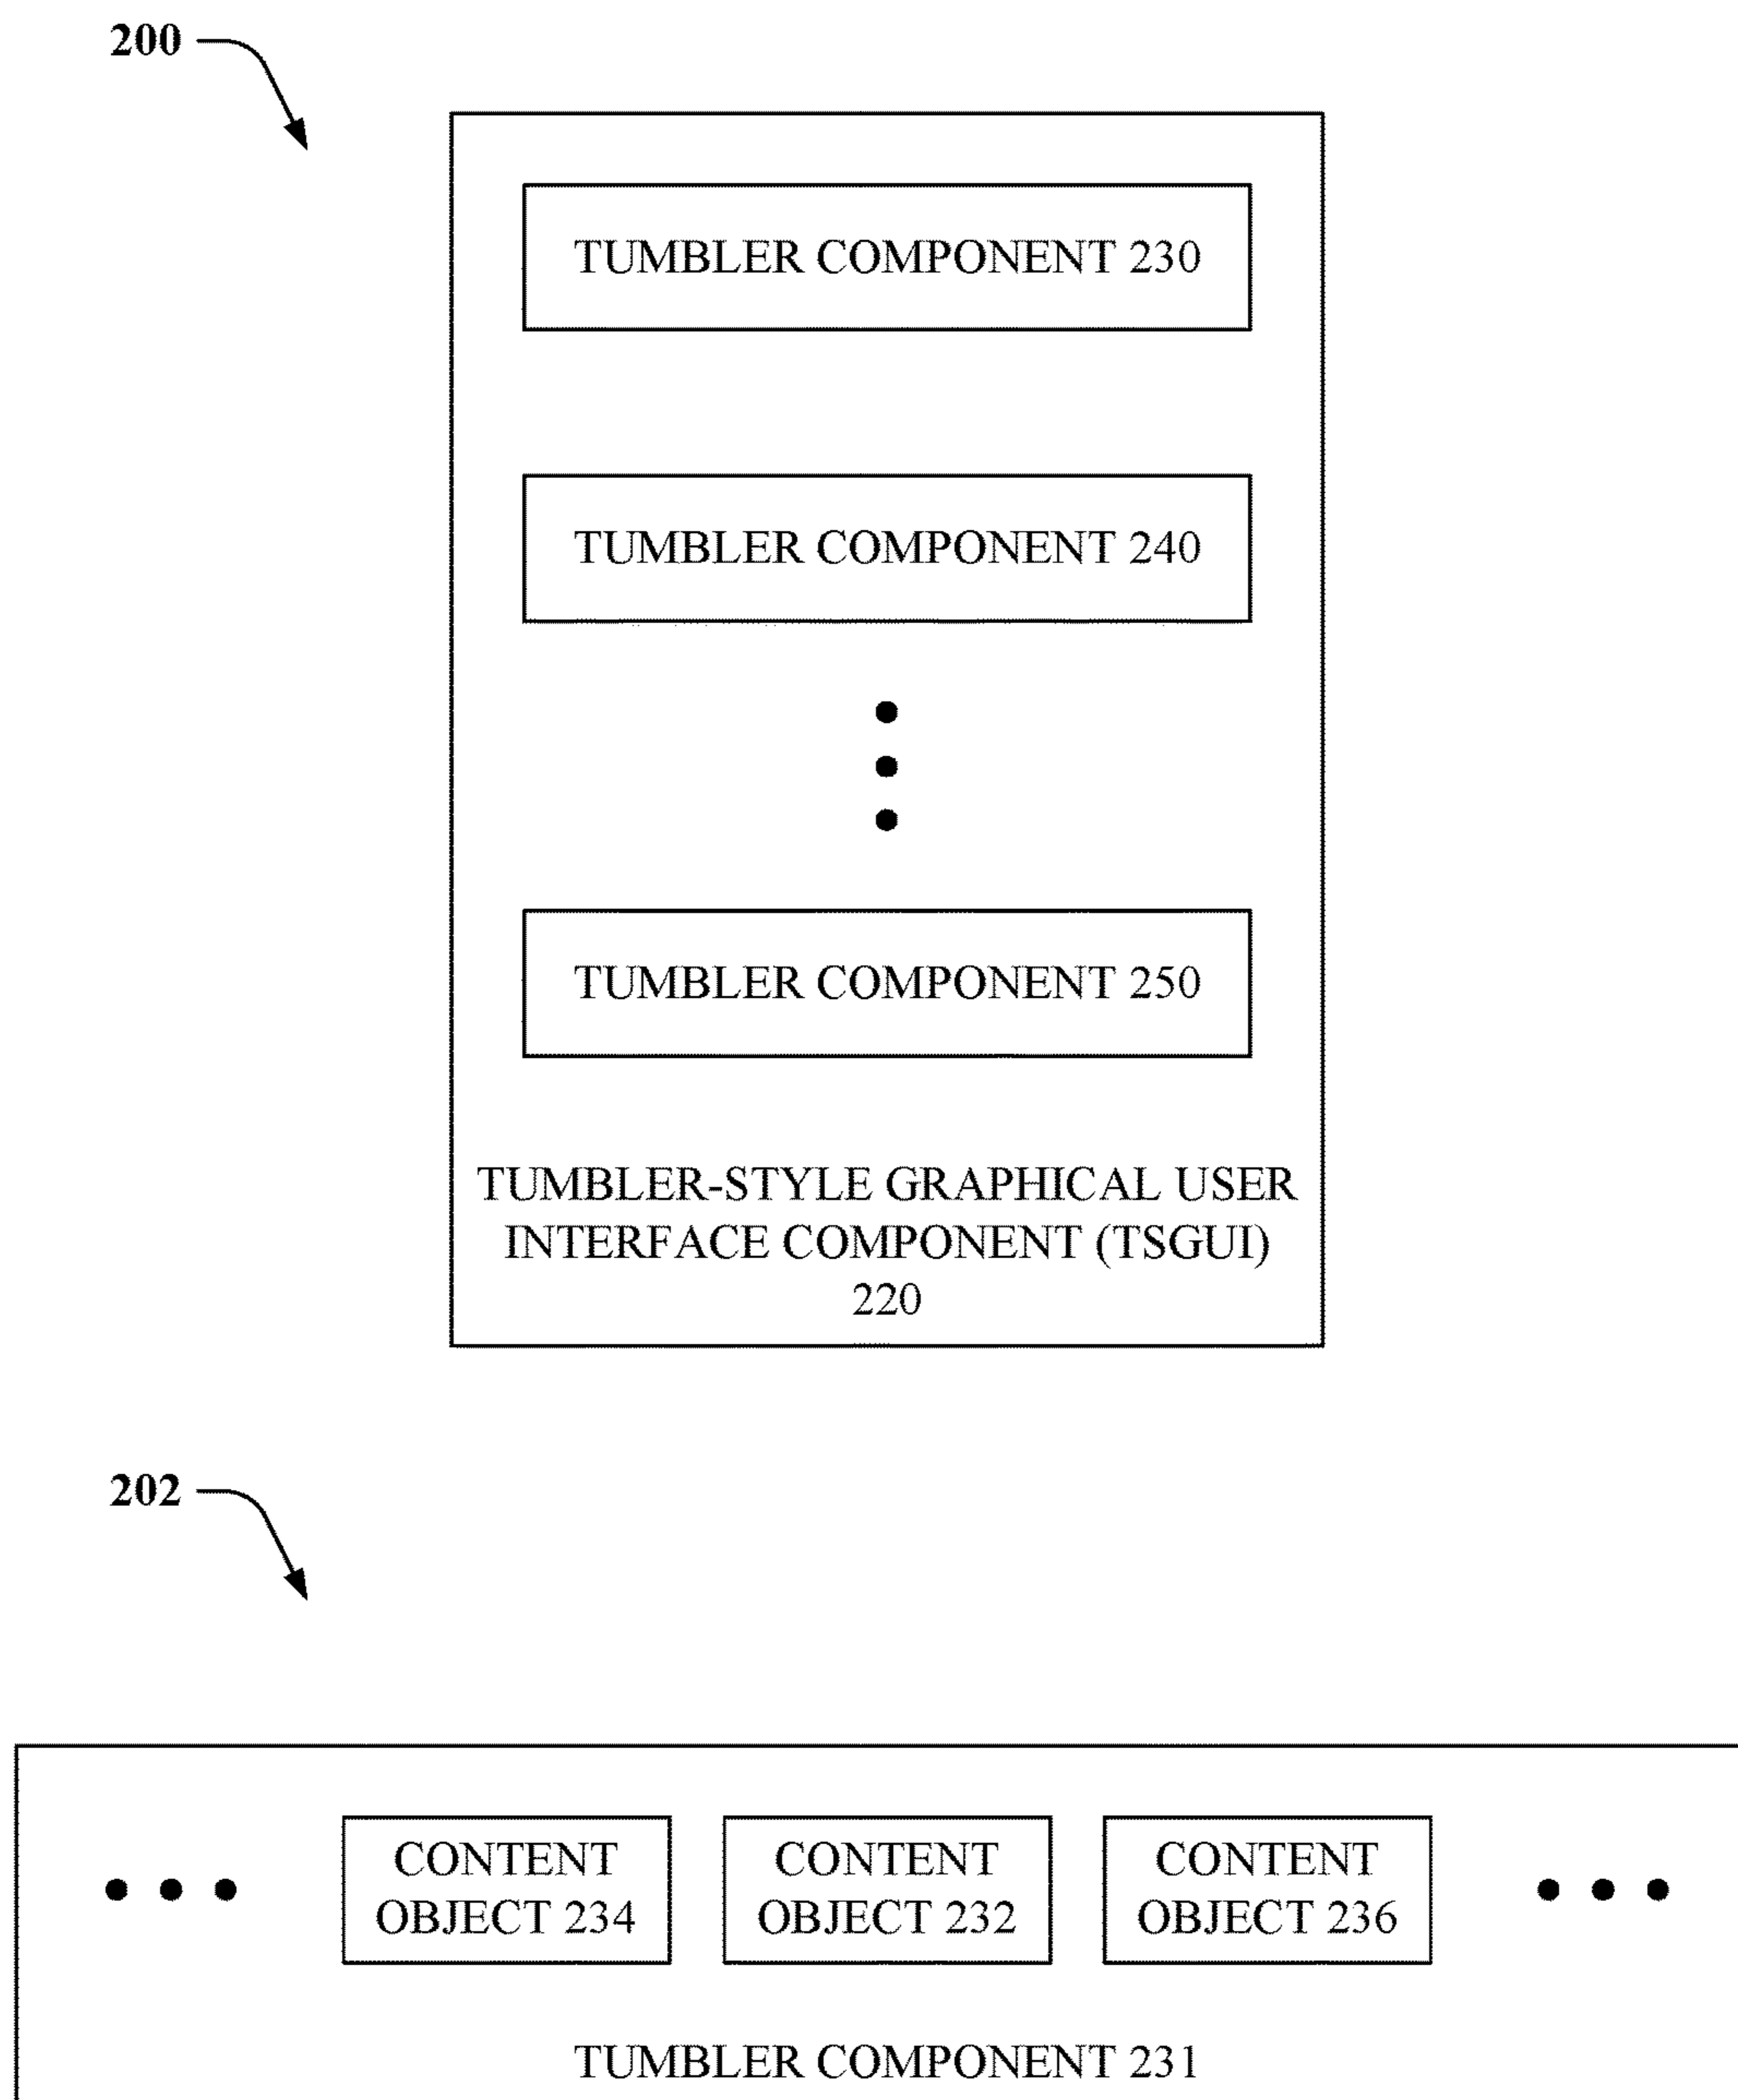 200
TUMBLER COMPONENT 230
TUMBLER COMPONENT 240
TUMBLER COMPONENT 250
TUMBLER-STYLE GRAPHICAL USER
INTERFACE COMPONENT (TSGUI)
220
202
CONTENT
OBJECT 234
CONTENT
OBJECT 232
CONTENT
OBJECT 236
TUMBLER COMPONENT 231